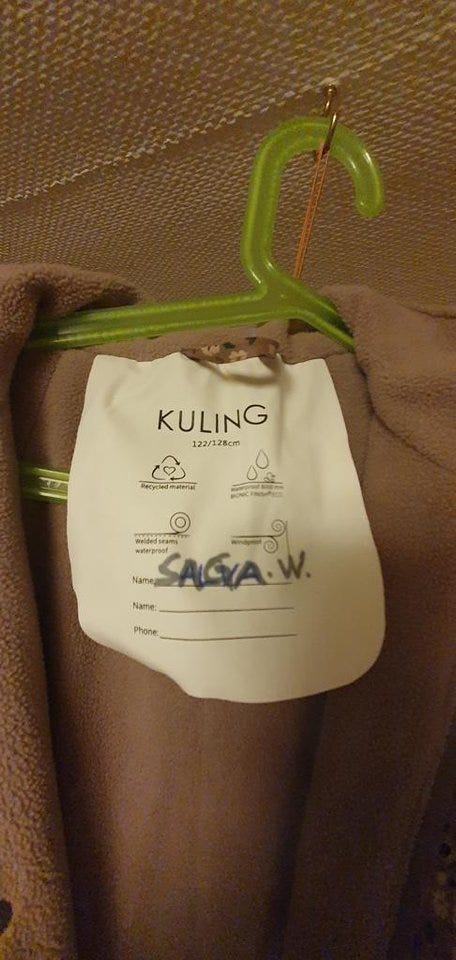 KULING
122/128cm
Recycled material
Waterproof 8000 mm
BIONIC FINISH®ECO
Welded seams
waterproof
Windproof
Name: W.
Name:
Phone: